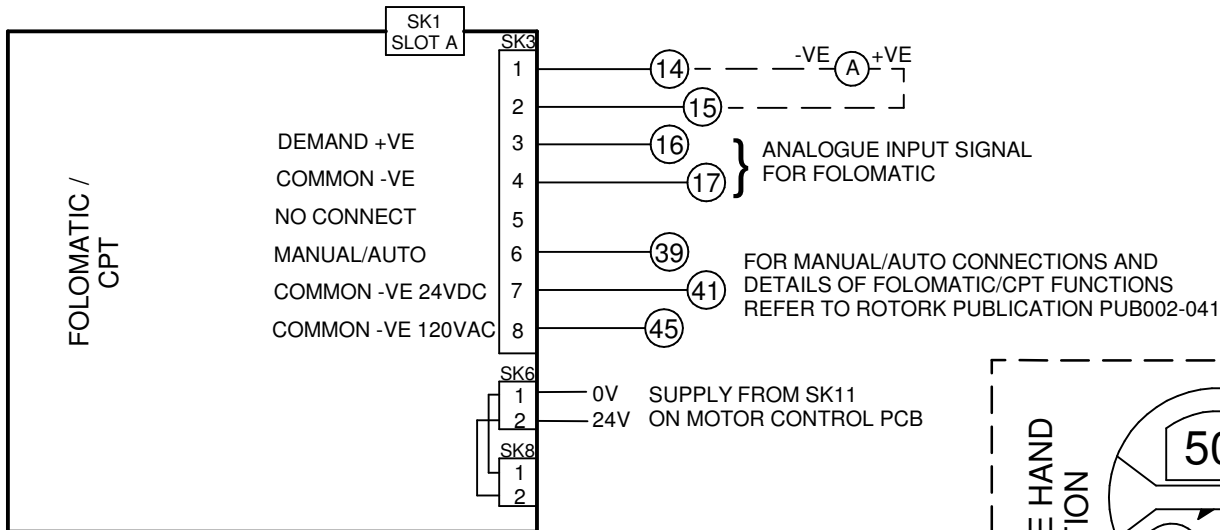 SK1
SLOT A
SK3
1
14
-VE A +VE
2
15
DEMAND +VE
3
16
ANALOGUE INPUT SIGNAL
FOR FOLOMATIC
COMMON -VE
4
17
NO CONNECT
5
MANUAL/AUTO
6
39
FOR MANUAL/AUTO CONNECTIONS AND
DETAILS OF FOLOMATIC/CPT FUNCTIONS
REFER TO ROTORK PUBLICATION PUB002-041
COMMON -VE 24VDC
7
41
COMMON -VE 120VAC
8
45
FOLOMATIC /
CPT
SK6
1
0V
SUPPLY FROM SK11
2
24V
ON MOTOR CONTROL PCB
SK8
1
2
HAND
50